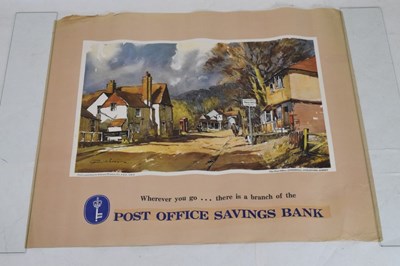 Wherever you go ... there is a branch of the
POST OFFICE SAVINGS BANK